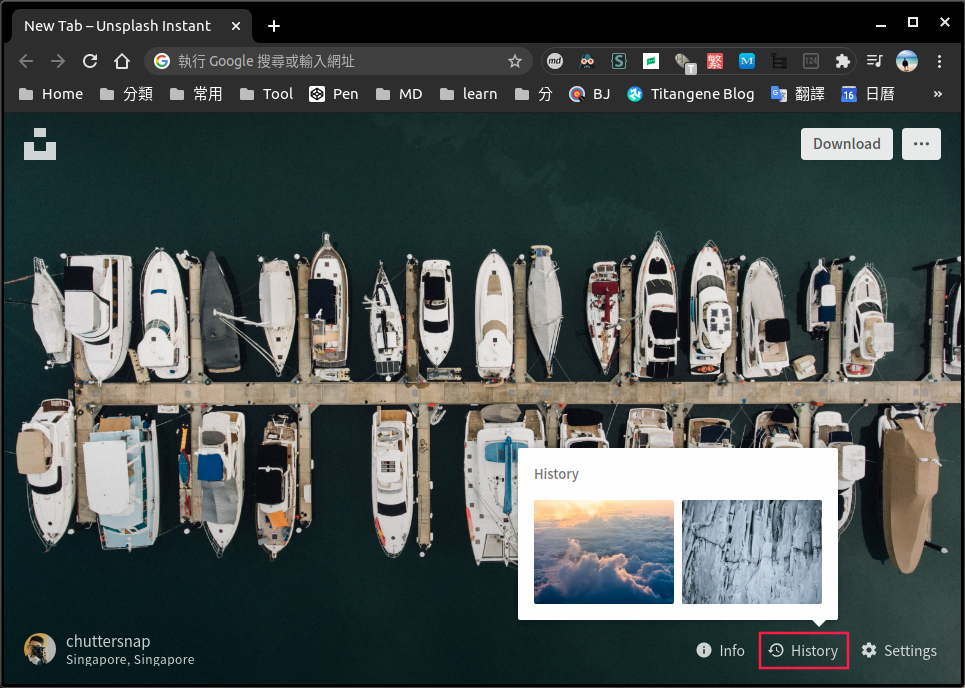 New Tab – Unsplash Instant
執行 Google 搜尋或輸入網址
md S T 繁 M 124
Home 分類 常用 Tool Pen MD learn 分 BJ Titangene Blog G 翻譯 16 日曆 »
Download
History
chuttersnap
Singapore, Singapore
Info History Settings